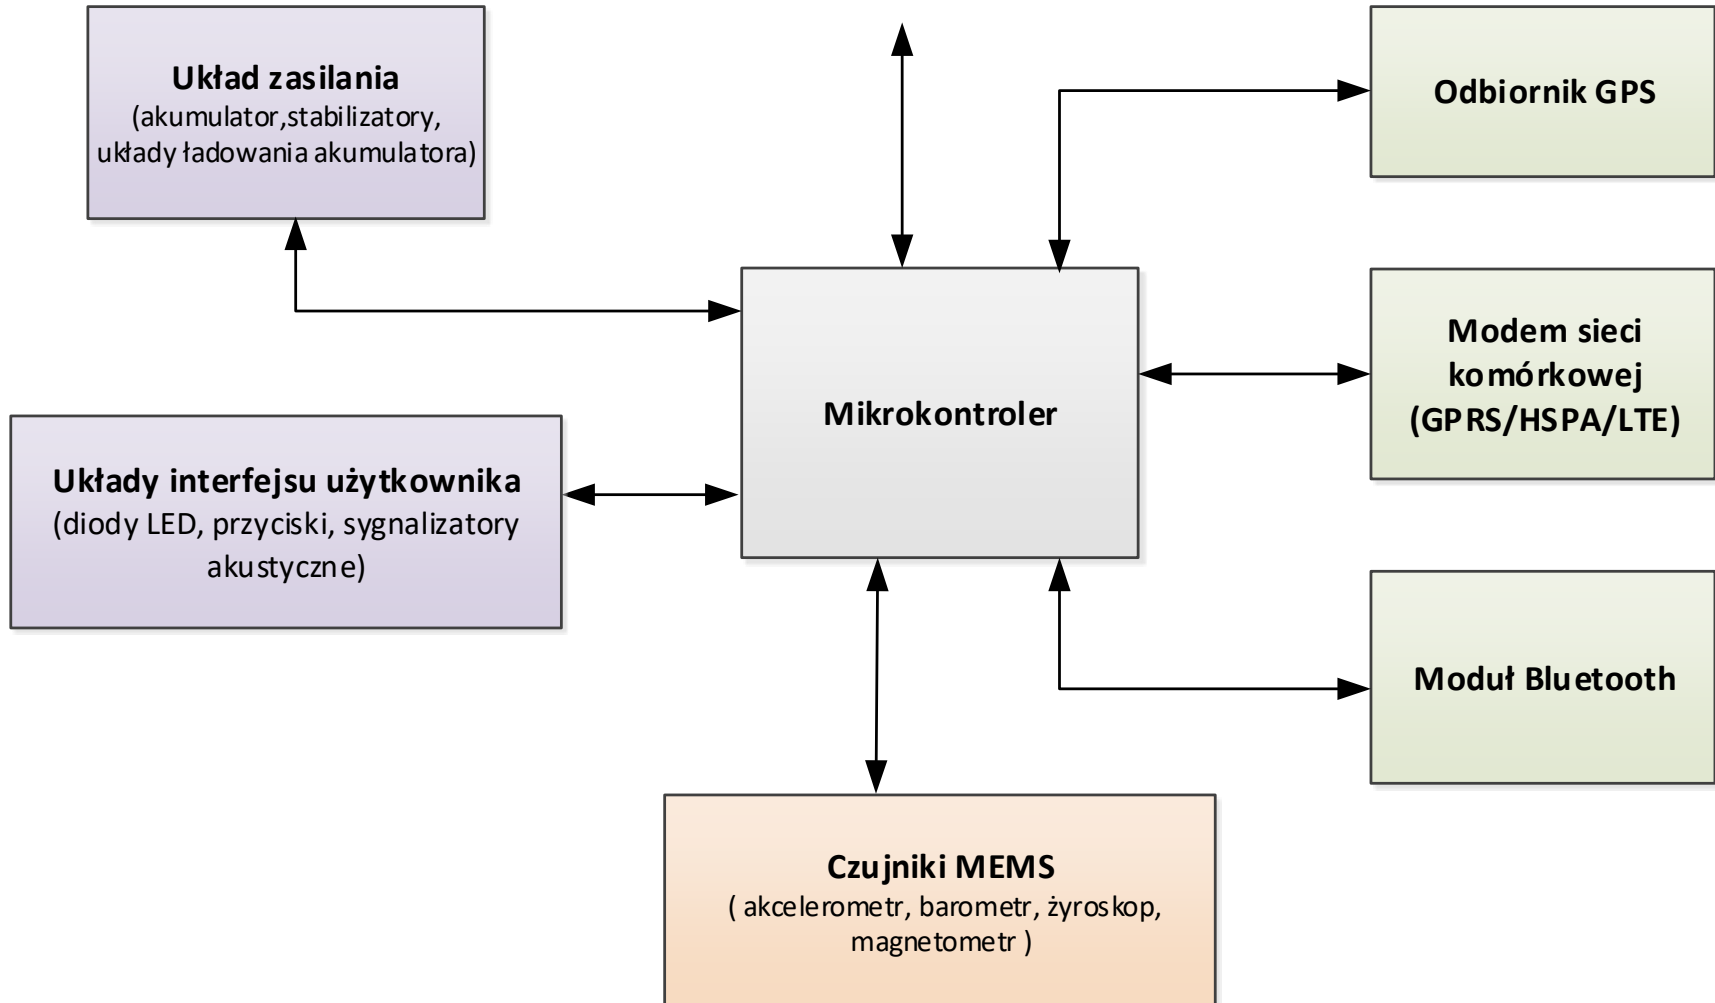 Układ zasilania
(akumulator,stabilizatory,
układy ładowania akumulatora)
Odbiornik GPS
Modem sieci
komórkowej
(GPRS/HSPA/LTE)
Mikrokontroler
Układy interfejsu użytkownika
(diody LED, przyciski, sygnalizatory
akustyczne)
Moduł Bluetooth
Czujniki MEMS
( akcelerometr, barometr, żyroskop,
magnetometr )